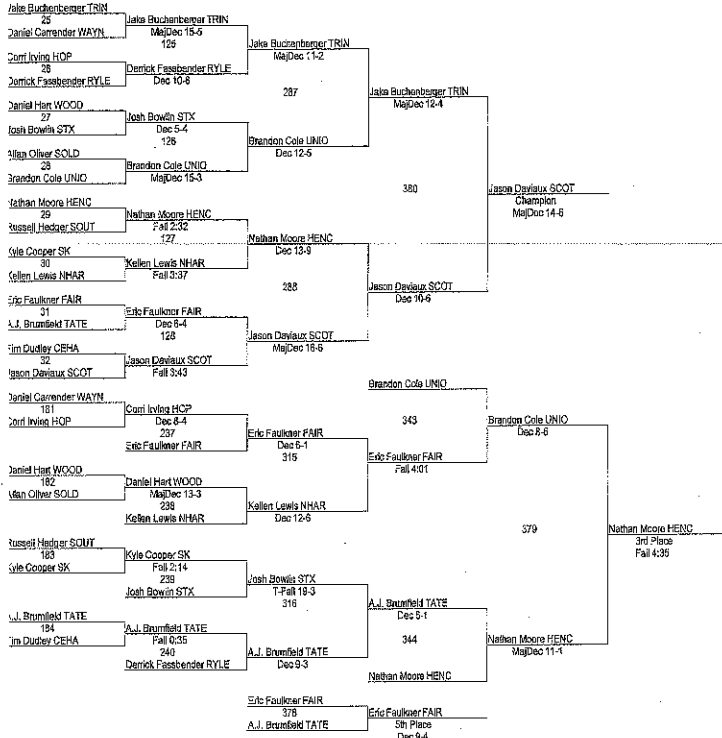 Jake Buchenberger TRIN
25
Daniel Carrender WAYN
Jake Buchenberger TRIN
MajDec 15-5
125
Corri Irving HOP
26
Derrick Fassbender RYLE
Derrick Fassbender RYLE
Dec 10-6
Jake Buchenberger TRIN
MajDec 11-2
287
Daniel Hart WOOD
27
Josh Bowlin STX
Josh Bowlin STX
Dec 5-4
126
Allan Oliver SOLD
28
Brandon Cole UNIO
Brandon Cole UNIO
MajDec 15-3
Brandon Cole UNIO
Dec 12-5
Jake Buchenberger TRIN
MajDec 12-4
380
Nathan Moore HENC
29
Russell Hedger SOUT
Nathan Moore HENC
Fall 2:32
127
Kyle Cooper SK
30
Kellen Lewis NHAR
Kellen Lewis NHAR
Fall 3:37
Nathan Moore HENC
Dec 13-9
288
Eric Faulkner FAIR
31
A.J. Brumfield TATE
Eric Faulkner FAIR
Dec 6-4
128
Tim Dudley CEHA
32
Jason Daviaux SCOT
Jason Daviaux SCOT
Fall 3:43
Jason Daviaux SCOT
MajDec 16-6
Jason Daviaux SCOT
Dec 10-6
Jason Daviaux SCOT
Champion
MajDec 14-6
Daniel Carrender WAYN
181
Corri Irving HOP
Corri Irving HOP
Dec 8-4
237
Eric Faulkner FAIR
Eric Faulkner FAIR
Dec 6-1
315
Daniel Hart WOOD
182
Allan Oliver SOLD
Daniel Hart WOOD
MajDec 13-3
238
Kellen Lewis NHAR
Kellen Lewis NHAR
Dec 12-6
Brandon Cole UNIO
343
Eric Faulkner FAIR
Fall 4:01
Brandon Cole UNIO
Dec 8-6
379
Russell Hedger SOUT
183
Kyle Cooper SK
Kyle Cooper SK
Fall 2:14
239
Josh Bowlin STX
Josh Bowlin STX
T-Fall 19-3
316
A.J. Brumfield TATE
184
Tim Dudley CEHA
A.J. Brumfield TATE
Fall 0:35
240
Derrick Fassbender RYLE
A.J. Brumfield TATE
Dec 9-3
A.J. Brumfield TATE
Dec 5-1
344
Nathan Moore HENC
Nathan Moore HENC
MajDec 11-1
Nathan Moore HENC
3rd Place
Fall 4:35
Eric Faulkner FAIR
378
A.J. Brumfield TATE
Eric Faulkner FAIR
5th Place
Dec 9-4